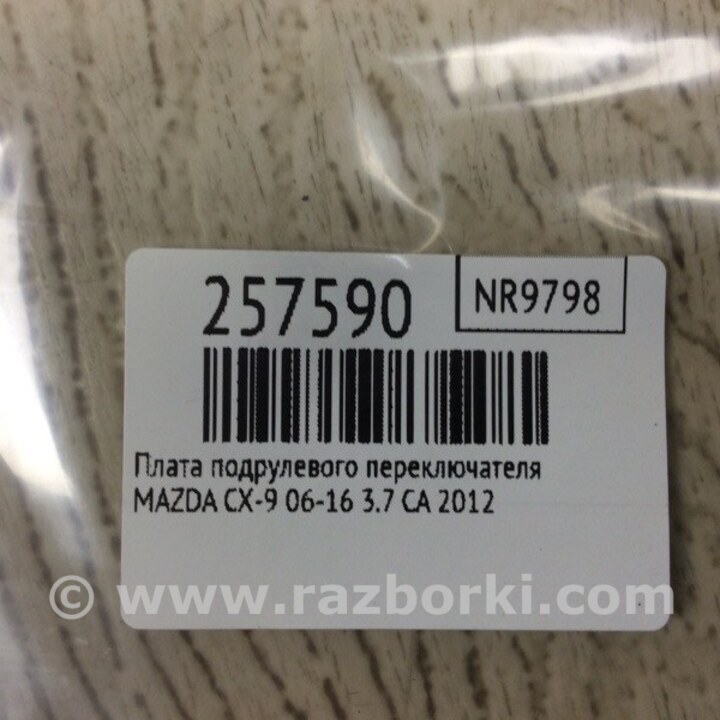 257590
NR9798
Плата подрулевого переключателя
MAZDA CX-9 06-16 3.7 CA 2012
© www.razborki.com